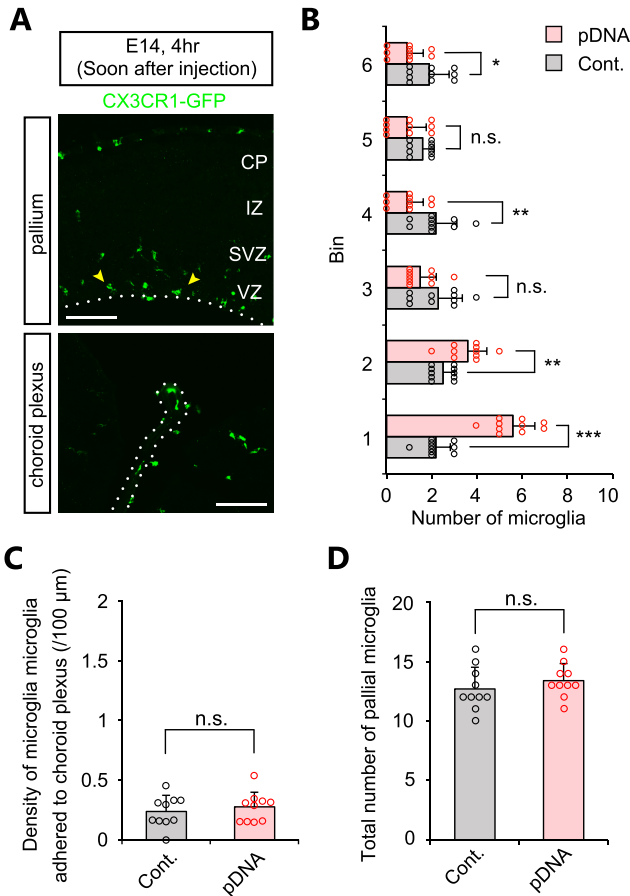 A
E14, 4hr
(Soon after injection)
CX3CR1-GFP
pallium
CP
IZ
SVZ
VZ
choroid plexus
B
pDNA
Cont.
Bin
6
*
5
n.s.
4
**
3
n.s.
2
**
1
***
0 2 4 6 8 10
Number of microglia
C
Density of microglia microglia
adhered to choroid plexus (/100 µm)
2
1.5
1
0.5
0
n.s.
Cont.
pDNA
D
Total number of pallial microglia
20
15
10
5
0
n.s.
Cont.
pDNA